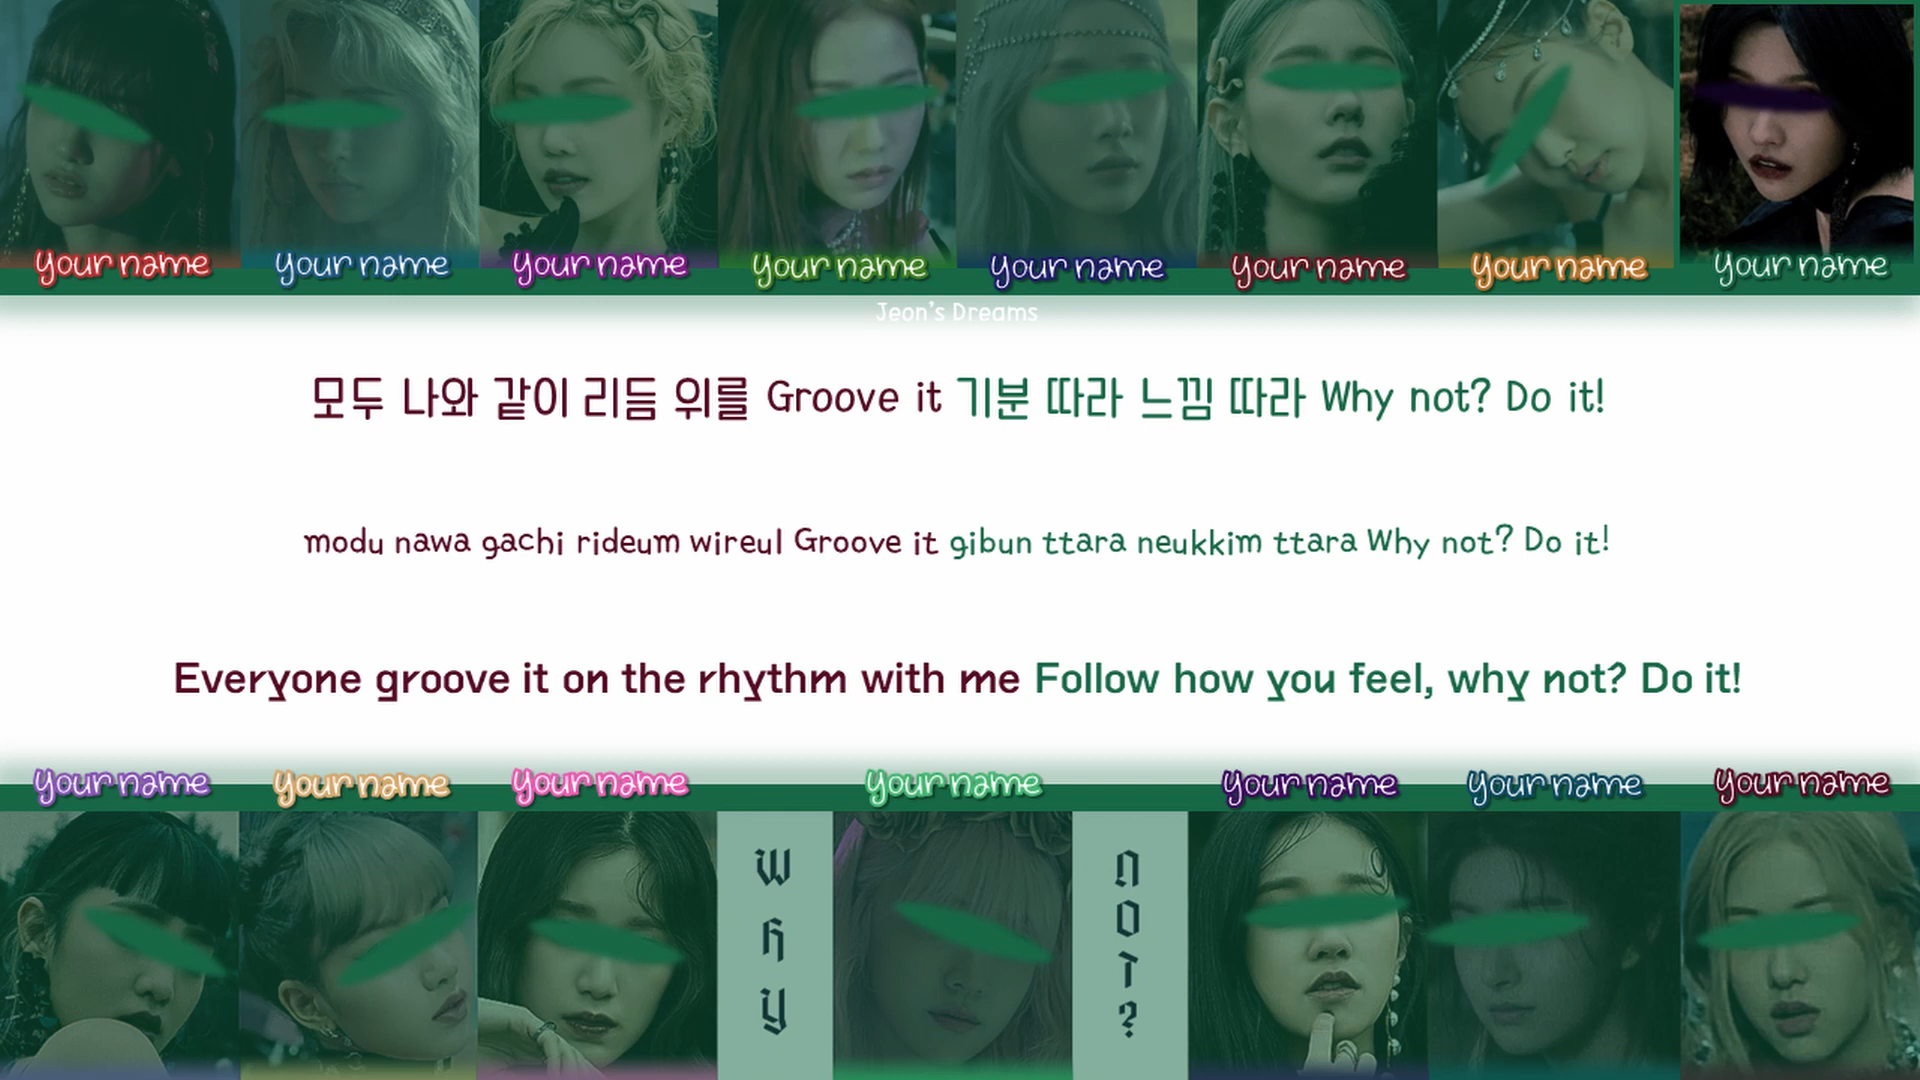 Your name Your name Your name Your name Your name Your name Your name Your name
Jeon's Dreams
모두 나와 같이 리듬 위를 Groove it 기분 따라 느낌 따라 Why not? Do it!
modu nawa gachi rideum wireul Groove it gibun ttara neukkim ttara Why not? Do it!
Everyone groove it on the rhythm with me Follow how you feel, why not? Do it!
Your name Your name Your name Your name Your name Your name Your name
WHY
NOT?